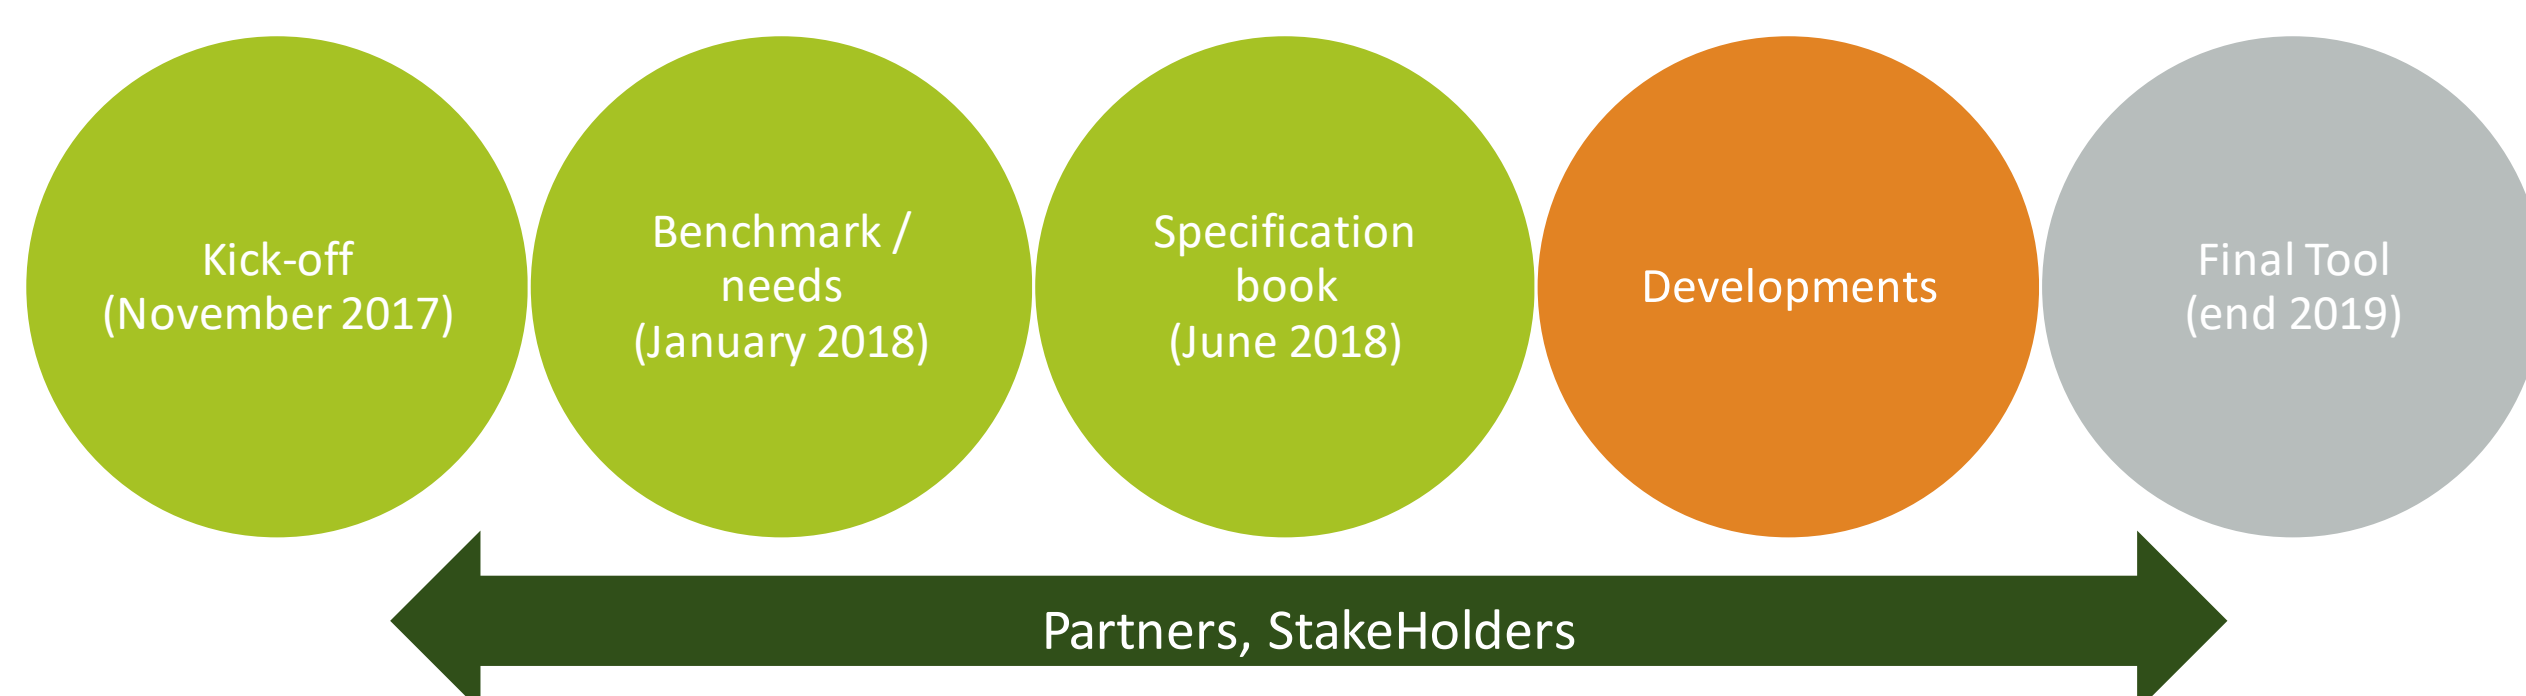 Kick-off
(November 2017)
Benchmark /
needs
(January 2018)
Specification
book
(June 2018)
Developments
Final Tool
(end 2019)
Partners, StakeHolders